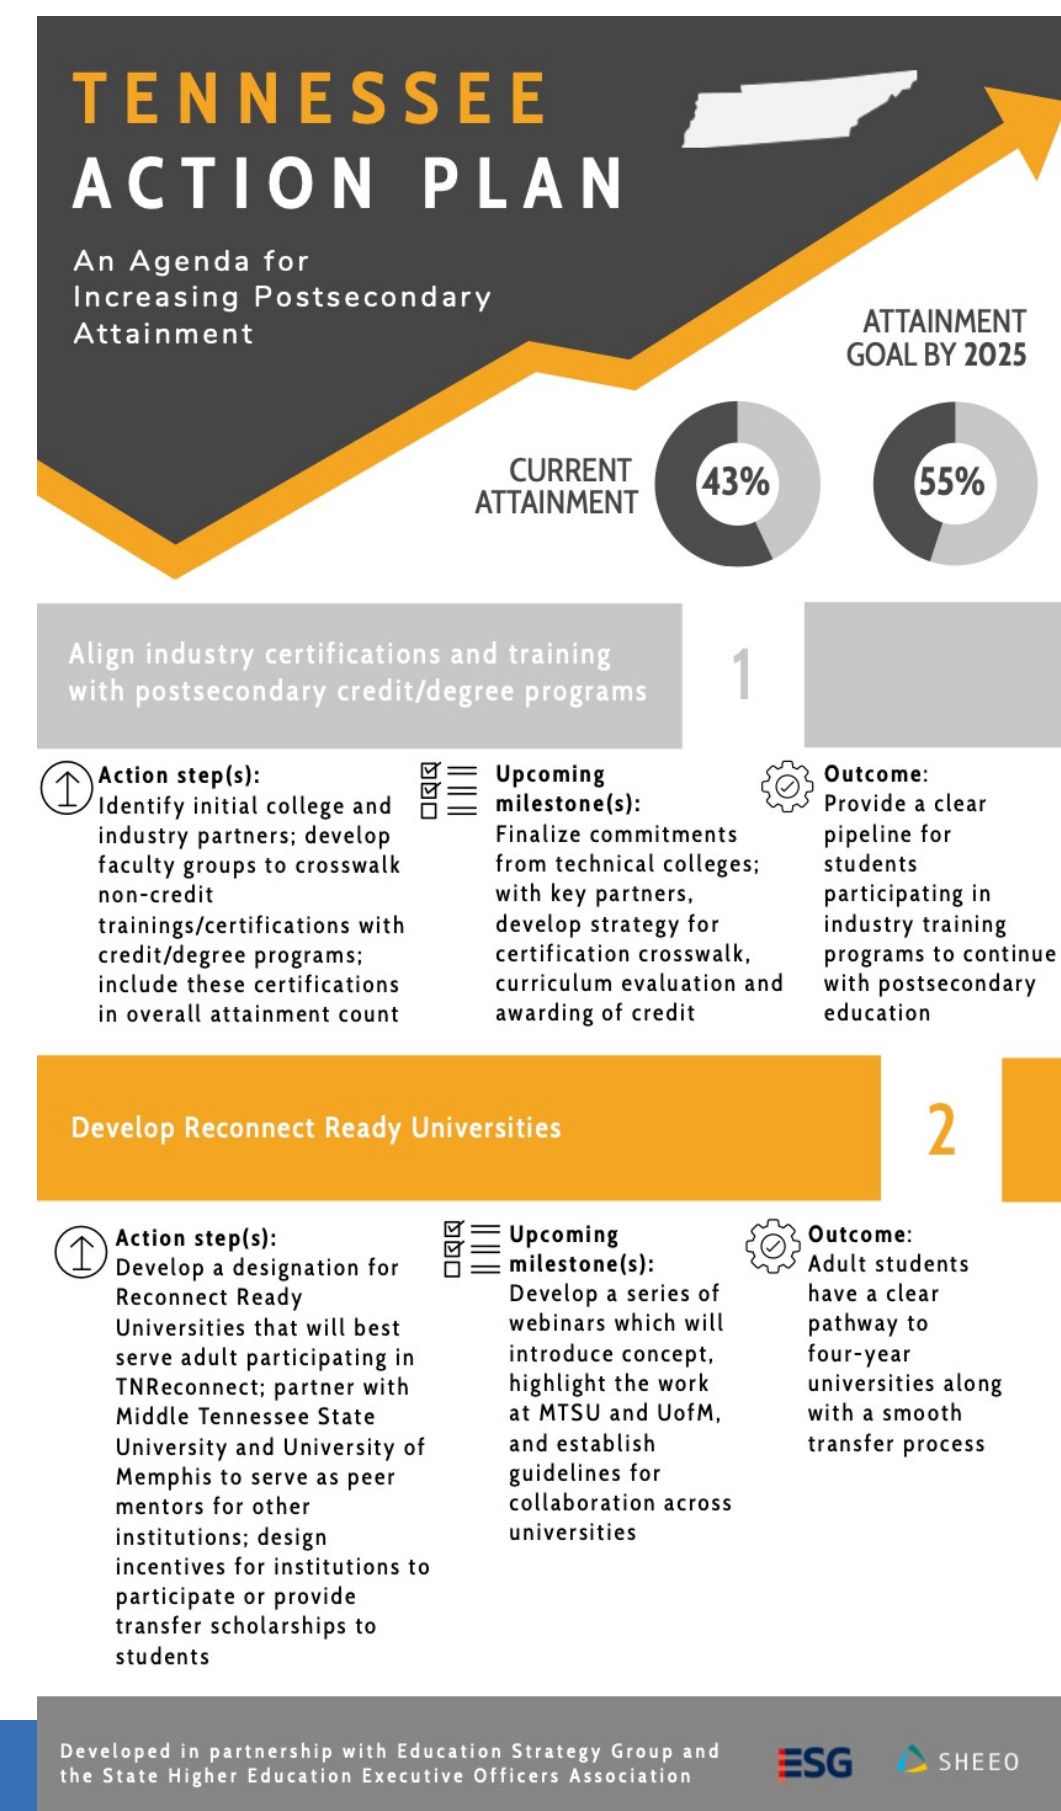 TENNESSEE
ACTION PLAN
An Agenda for
Increasing Postsecondary
Attainment
ATTAINMENT
GOAL BY 2025
CURRENT
ATTAINMENT
43%
55%
Align industry certifications and training
with postsecondary credit/degree programs
1
Action step(s):
Identify initial college and
industry partners; develop
faculty groups to crosswalk
non-credit
trainings/certifications with
credit/degree programs;
include these certifications
in overall attainment count
Upcoming
milestone(s):
Finalize commitments
from technical colleges;
with key partners,
develop strategy for
certification crosswalk,
curriculum evaluation and
awarding of credit
Outcome:
Provide a clear
pipeline for
students
participating in
industry training
programs to continue
with postsecondary
education
Develop Reconnect Ready Universities
2
Action step(s):
Develop a designation for
Reconnect Ready
Universities that will best
serve adult participating in
TNReconnect; partner with
Middle Tennessee State
University and University of
Memphis to serve as peer
mentors for other
institutions; design
incentives for institutions to
participate or provide
transfer scholarships to
students
Upcoming
milestone(s):
Develop a series of
webinars which will
introduce concept,
highlight the work
at MTSU and UofM,
and establish
guidelines for
collaboration across
universities
Outcome:
Adult students
have a clear
pathway to
four-year
universities along
with a smooth
transfer process
Developed in partnership with Education Strategy Group and
the State Higher Education Executive Officers Association
ESG
SHEEO